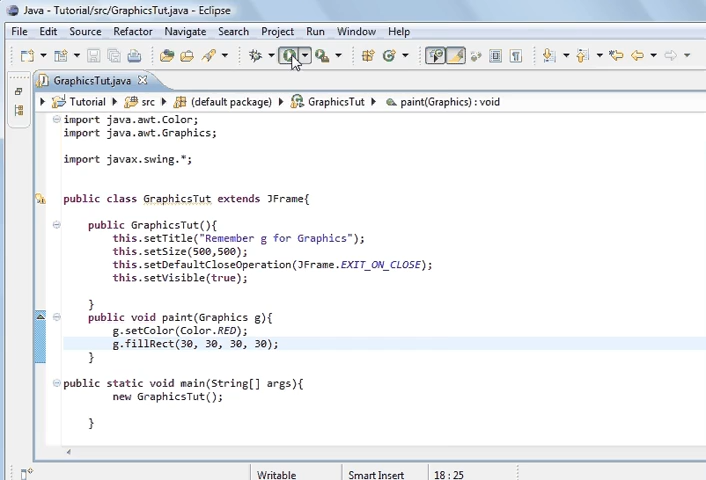 Java - Tutorial/src/GraphicsTut.java - Eclipse
File Edit Source Refactor Navigate Search Project Run Window Help
GraphicsTut.java
Tutorial src (default package) GraphicsTut paint(Graphics) : void
import java.awt.Color;
import java.awt.Graphics;
import javax.swing.*;
public class GraphicsTut extends JFrame{
public GraphicsTut(){
this.setTitle("Remember g for Graphics");
this.setSize(500,500);
this.setDefaultCloseOperation(JFrame.EXIT_ON_CLOSE);
this.setVisible(true);
}
public void paint(Graphics g){
g.setColor(Color.RED);
g.fillRect(30, 30, 30, 30);
}
public static void main(String[] args){
new GraphicsTut();
}
Writable Smart Insert 18 : 25